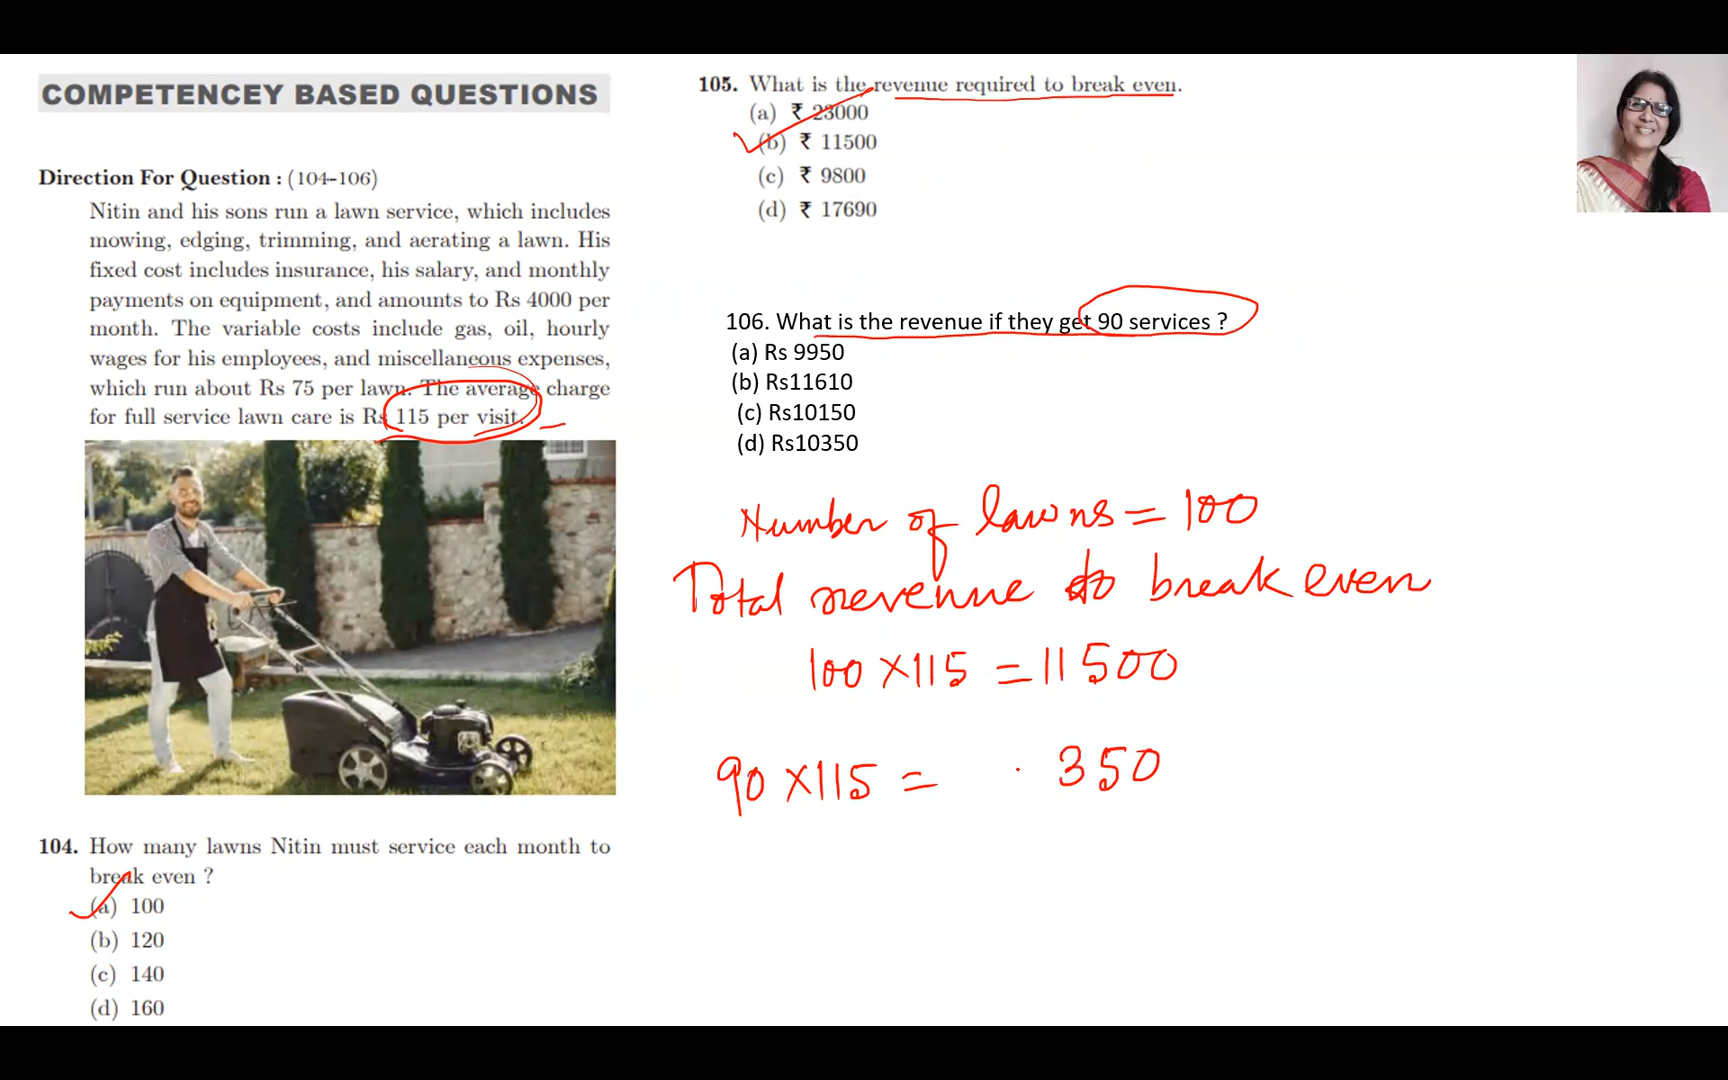 COMPETENCEY BASED QUESTIONS
Direction For Question : (104-106)
Nitin and his sons run a lawn service, which includes
mowing, edging, trimming, and aerating a lawn. His
fixed cost includes insurance, his salary, and monthly
payments on equipment, and amounts to Rs 4000 per
month. The variable costs include gas, oil, hourly
wages for his employees, and miscellaneous expenses,
which run about Rs 75 per lawn. The average charge
for full service lawn care is Rs 115 per visit.
104. How many lawns Nitin must service each month to
break even ?
(a) 100
(b) 120
(c) 140
(d) 160
105. What is the revenue required to break even.
(a) ₹ 23000
(b) ₹ 11500
(c) ₹ 9800
(d) ₹ 17690
106. What is the revenue if they get 90 services ?
(a) Rs 9950
(b) Rs11610
(c) Rs10150
(d) Rs10350
Number of lawns = 100
Total revenue to break even
100 × 115 = 11500
90 × 115 = 350